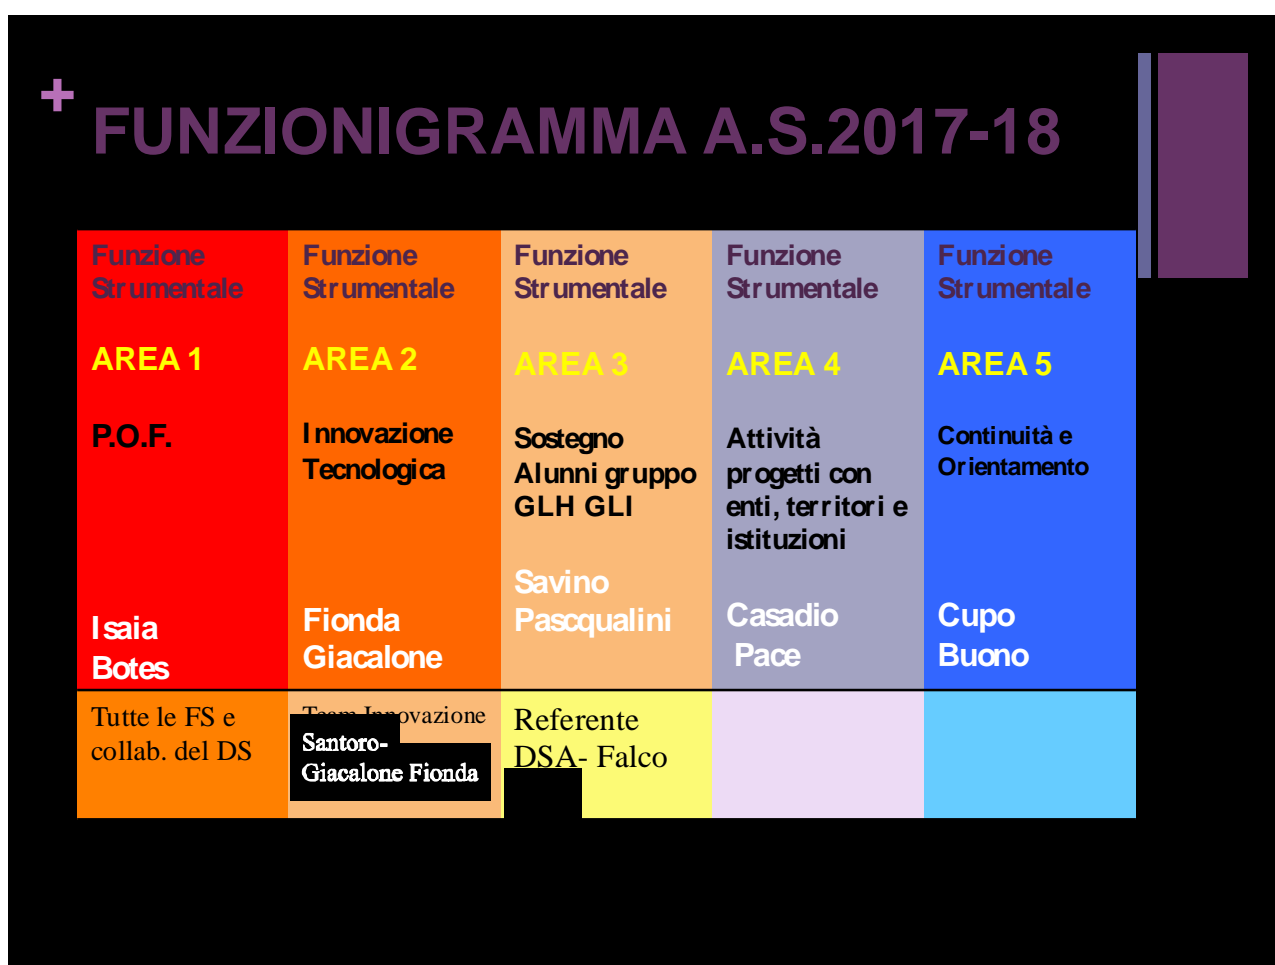 +
FUNZIONIGRAMMA A.S.2017-18
Funzione
Strumentale
AREA 1
P.O.F.
Isaia
Botes
Funzione
Strumentale
AREA 2
Innovazione
Tecnologica
Fionda
Giacalone
Funzione
Strumentale
AREA 3
Sostegno
Alunni gruppo
GLH GLI
Savino
Pascqualini
Funzione
Strumentale
AREA 4
Attività
progetti con
enti, territori e
istituzioni
Casadio
Pace
Funzione
Strumentale
AREA 5
Continuità e
Orientamento
Cupo
Buono
Tutte le FS e
collab. del DS
Team Innovazione
Santoro-
Giacalone Fionda
Referente
DSA- Falco